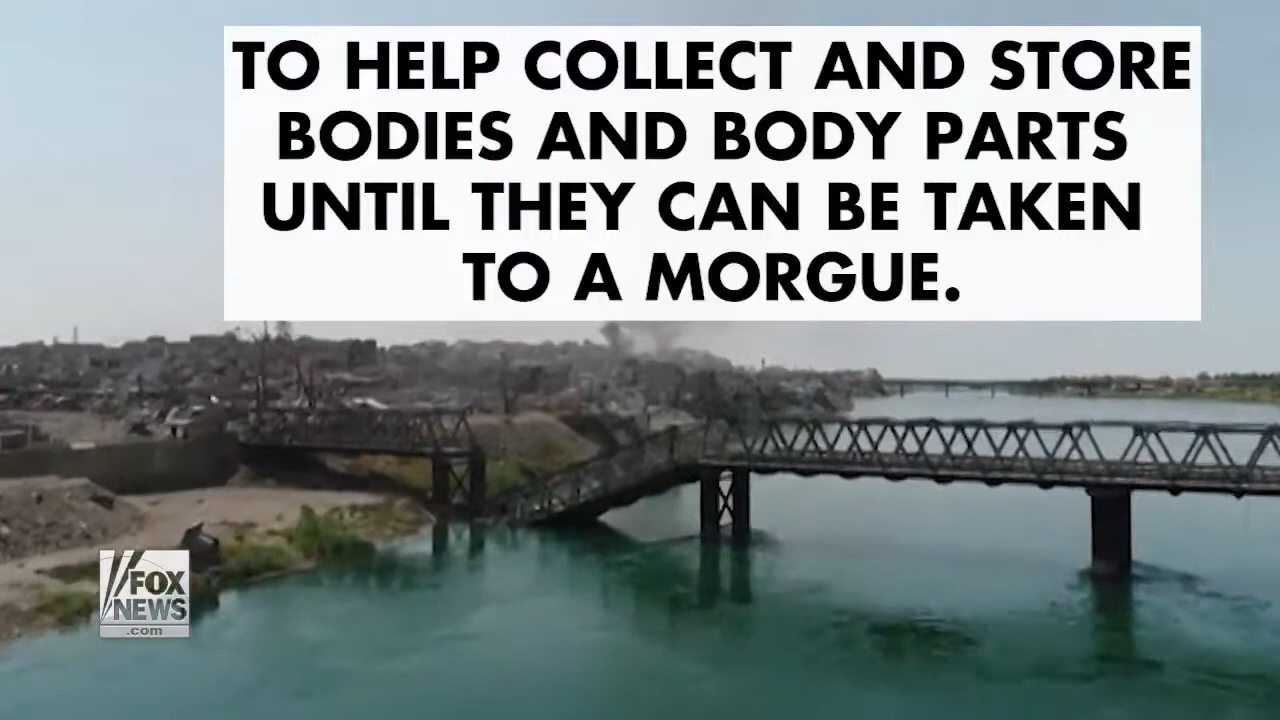 TO HELP COLLECT AND STORE
BODIES AND BODY PARTS
UNTIL THEY CAN BE TAKEN
TO A MORGUE.
FOX
NEWS
.com